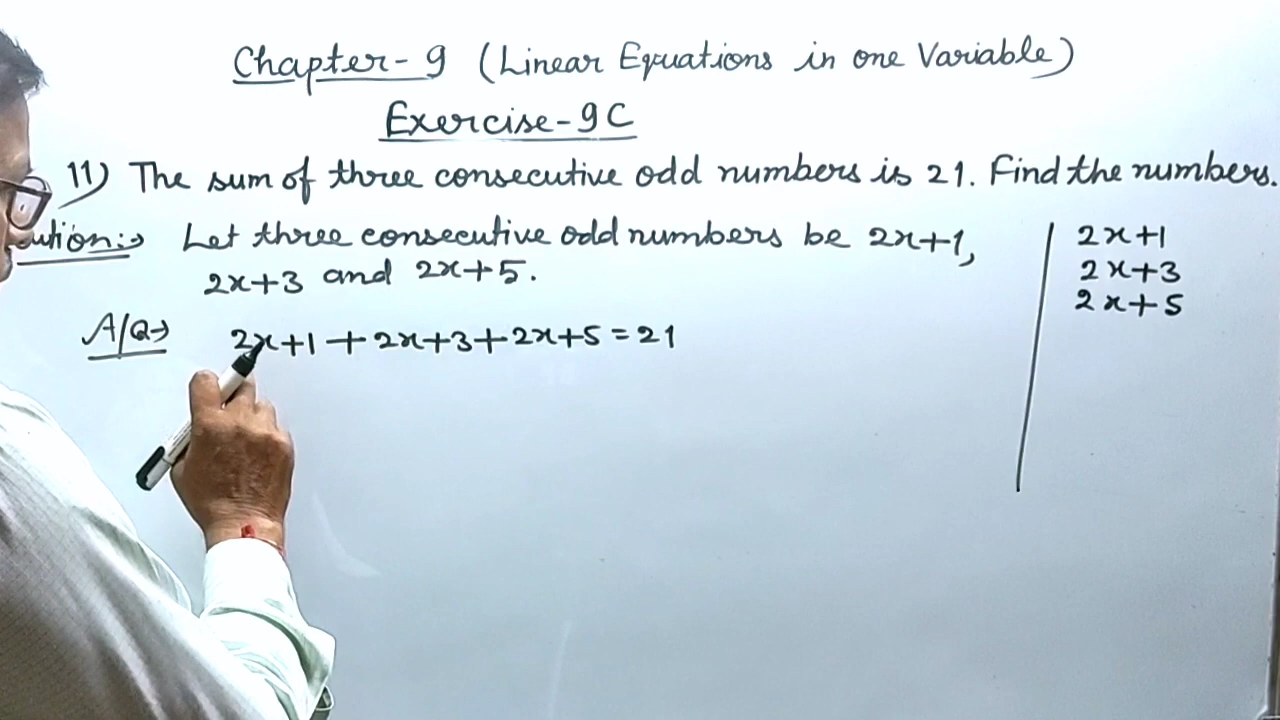 Chapter-9 (Linear Equations in one Variable)
Exercise-9C
11) The sum of three consecutive odd numbers is 21. Find the numbers.
ution:→ Let three consecutive odd numbers be 2x+1,
2x+3 and 2x+5.
A/Q→ 2x+1+2x+3+2x+5=21
2x+1
2x+3
2x+5